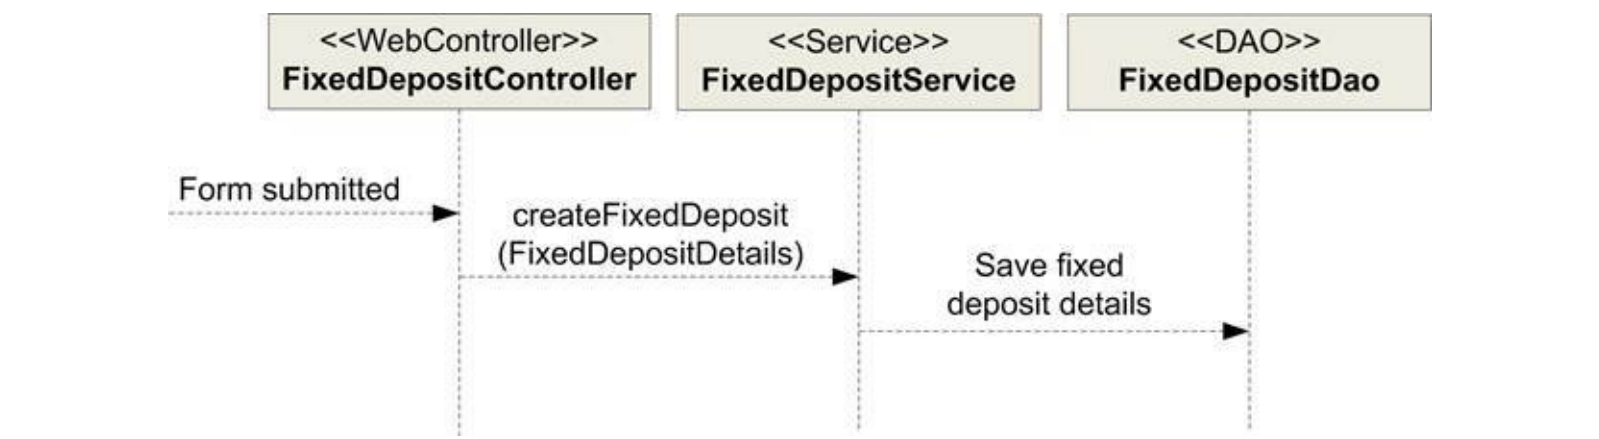 <<WebController>>
FixedDepositController
<<Service>>
FixedDepositService
<<DAO>>
FixedDepositDao
Form submitted
createFixedDeposit
(FixedDepositDetails)
Save fixed
deposit details